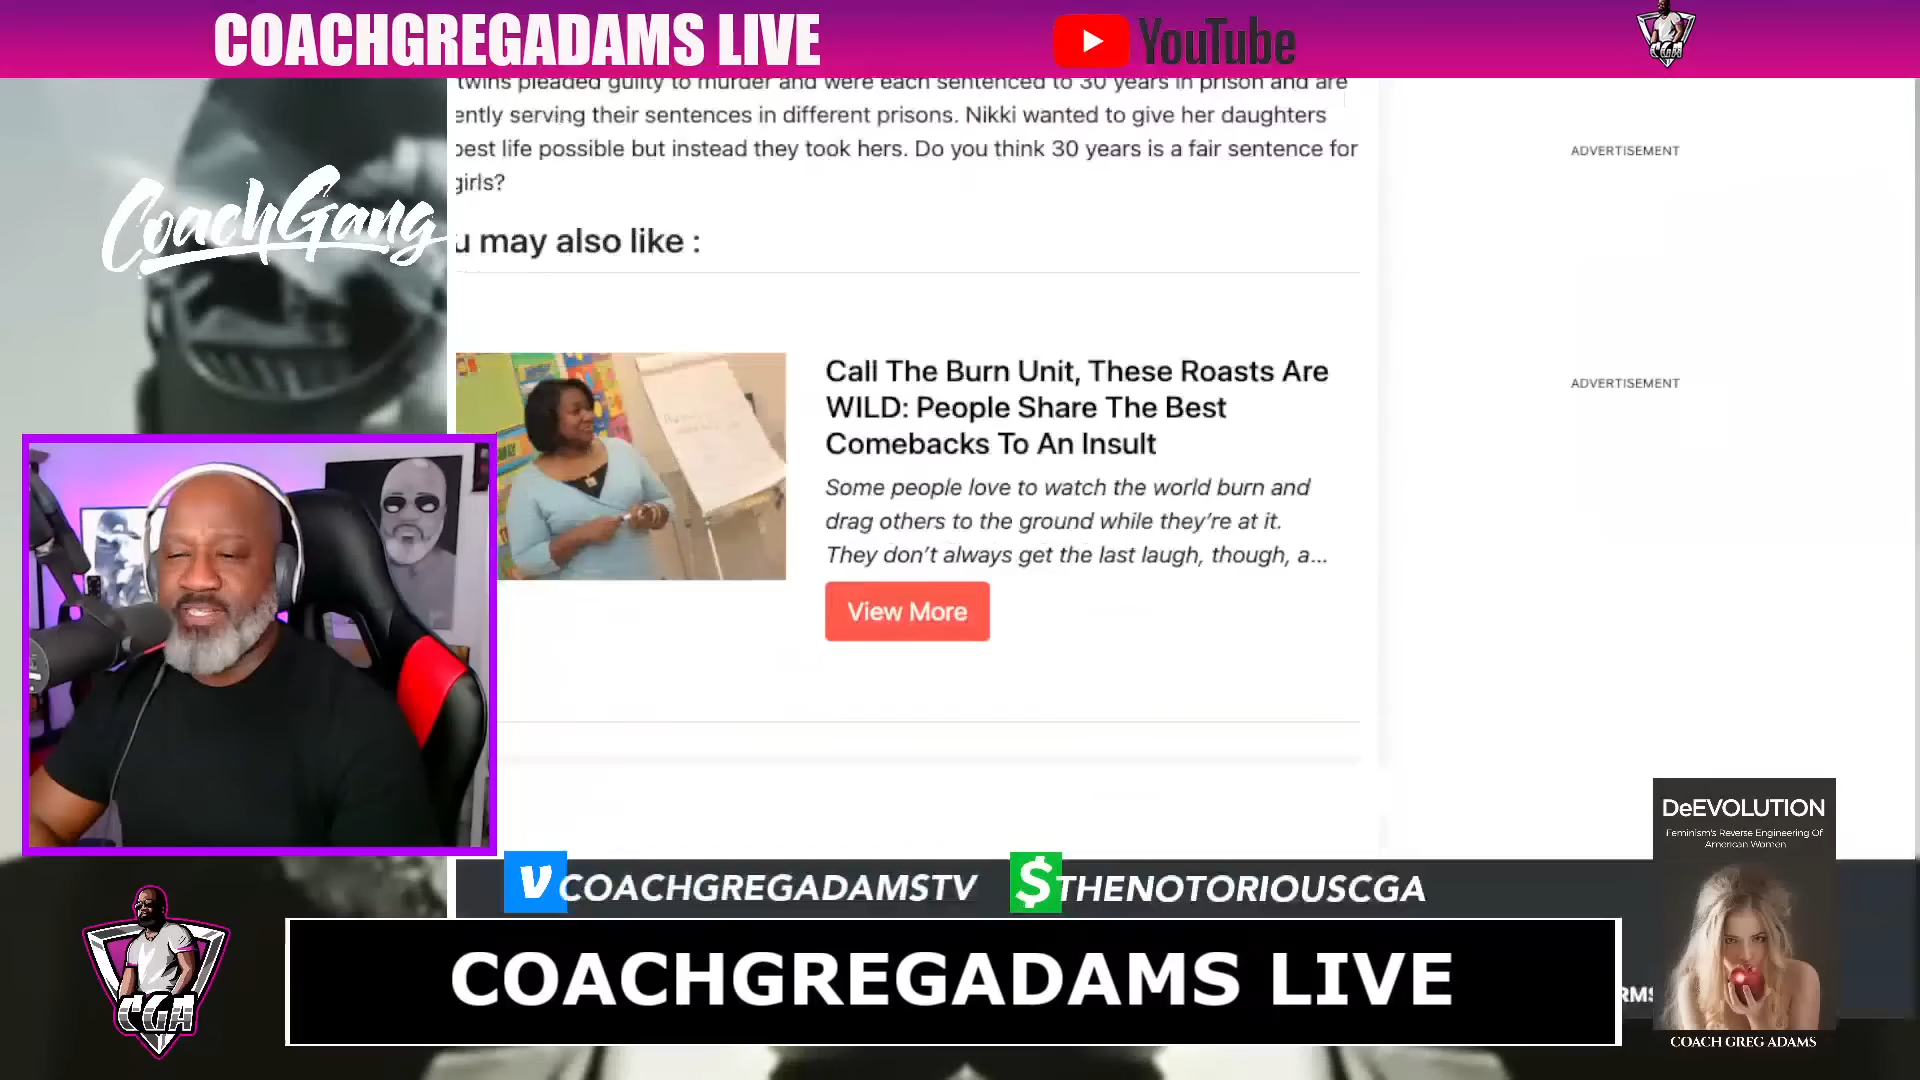 COACHGREGADAMS LIVE
YouTube
CGA
twins pleaded guilty to murder and were each sentenced to 30 years in prison and are
ently serving their sentences in different prisons. Nikki wanted to give her daughters
best life possible but instead they took hers. Do you think 30 years is a fair sentence for
girls?
CoachGang
u may also like :
ADVERTISEMENT
ADVERTISEMENT
Call The Burn Unit, These Roasts Are
WILD: People Share The Best
Comebacks To An Insult
Some people love to watch the world burn and
drag others to the ground while they're at it.
They don't always get the last laugh, though, a...
View More
DeEVOLUTION
Feminism's Reverse Engineering Of
American Women
COACH GREG ADAMS
COACHGREGADAMSTV
$THENOTORIOUSCGA
COACHGREGADAMS LIVE
RMS
CGA